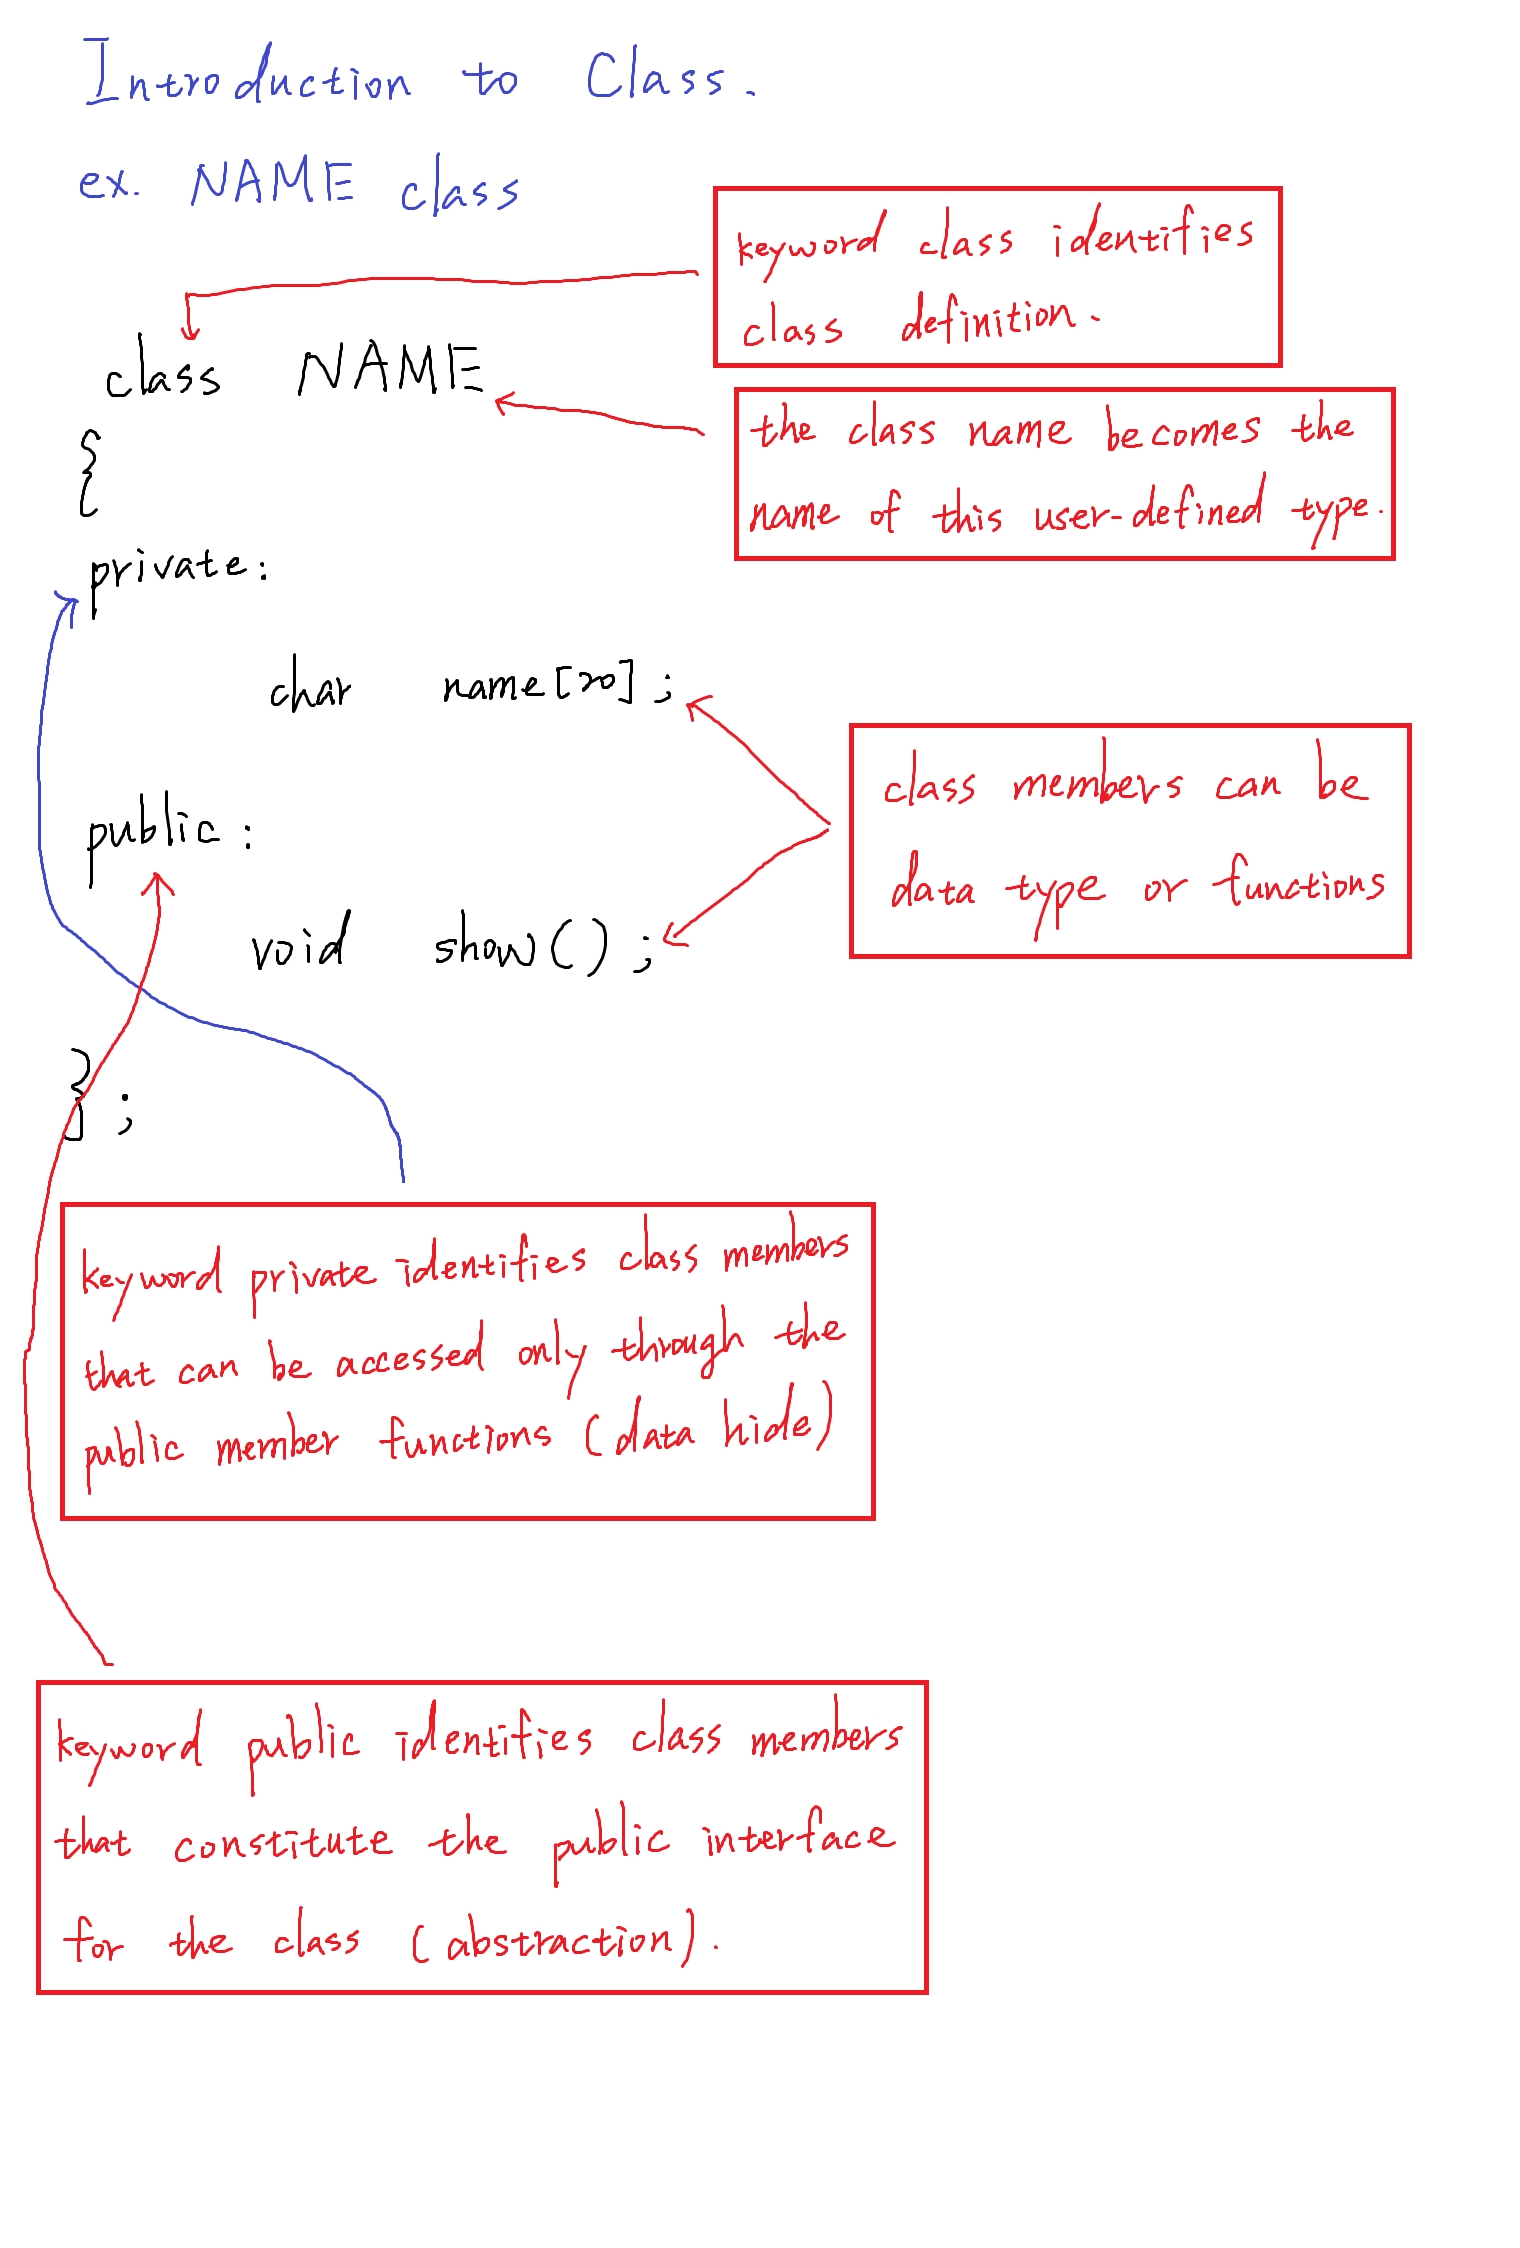 Introduction to Class.
ex. NAME class
keyword class identifies
class definition.
class NAME
the class name becomes the
name of this user-defined type.
{
private:
char name[20];
class members can be
data type or functions
public:
void show();
};
keyword private identifies class members
that can be accessed only through the
public member functions (data hide)
keyword public identifies class members
that constitute the public interface
for the class (abstraction).